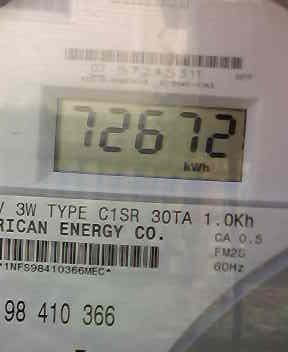 72672
kWh
V 3W TYPE C1SR 30TA 1.0Kh
RICAN ENERGY CO.
CA 0.5
FM2S
60Hz
*1NFS98410366MEC*
98 410 366